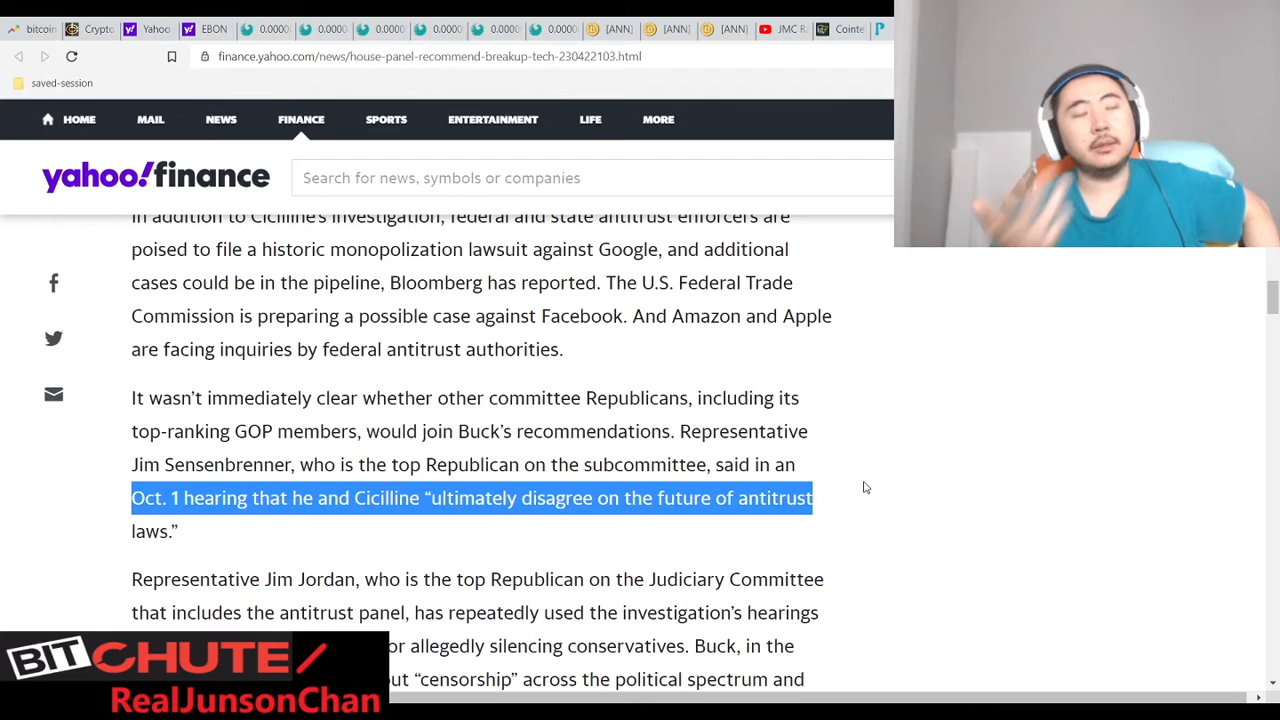 bitcoin
Crypto
Yahoo
EBON
0.0000
0.0000
0.0000
0.0000
0.0000
0.0000
[ANN]
[ANN]
[ANN]
JMC R
Cointe
finance.yahoo.com/news/house-panel-recommend-breakup-tech-230422103.html
saved-session
HOME MAIL NEWS FINANCE SPORTS ENTERTAINMENT LIFE MORE
yahoo!finance
Search for news, symbols or companies
In addition to Cicilline's investigation, federal and state antitrust enforcers are
poised to file a historic monopolization lawsuit against Google, and additional
cases could be in the pipeline, Bloomberg has reported. The U.S. Federal Trade
Commission is preparing a possible case against Facebook. And Amazon and Apple
are facing inquiries by federal antitrust authorities.
It wasn't immediately clear whether other committee Republicans, including its
top-ranking GOP members, would join Buck's recommendations. Representative
Jim Sensenbrenner, who is the top Republican on the subcommittee, said in an
Oct. 1 hearing that he and Cicilline “ultimately disagree on the future of antitrust
laws.”
Representative Jim Jordan, who is the top Republican on the Judiciary Committee
that includes the antitrust panel, has repeatedly used the investigation's hearings
or allegedly silencing conservatives. Buck, in the
“censorship” across the political spectrum and
BITCHUTE/
RealJunsonChan